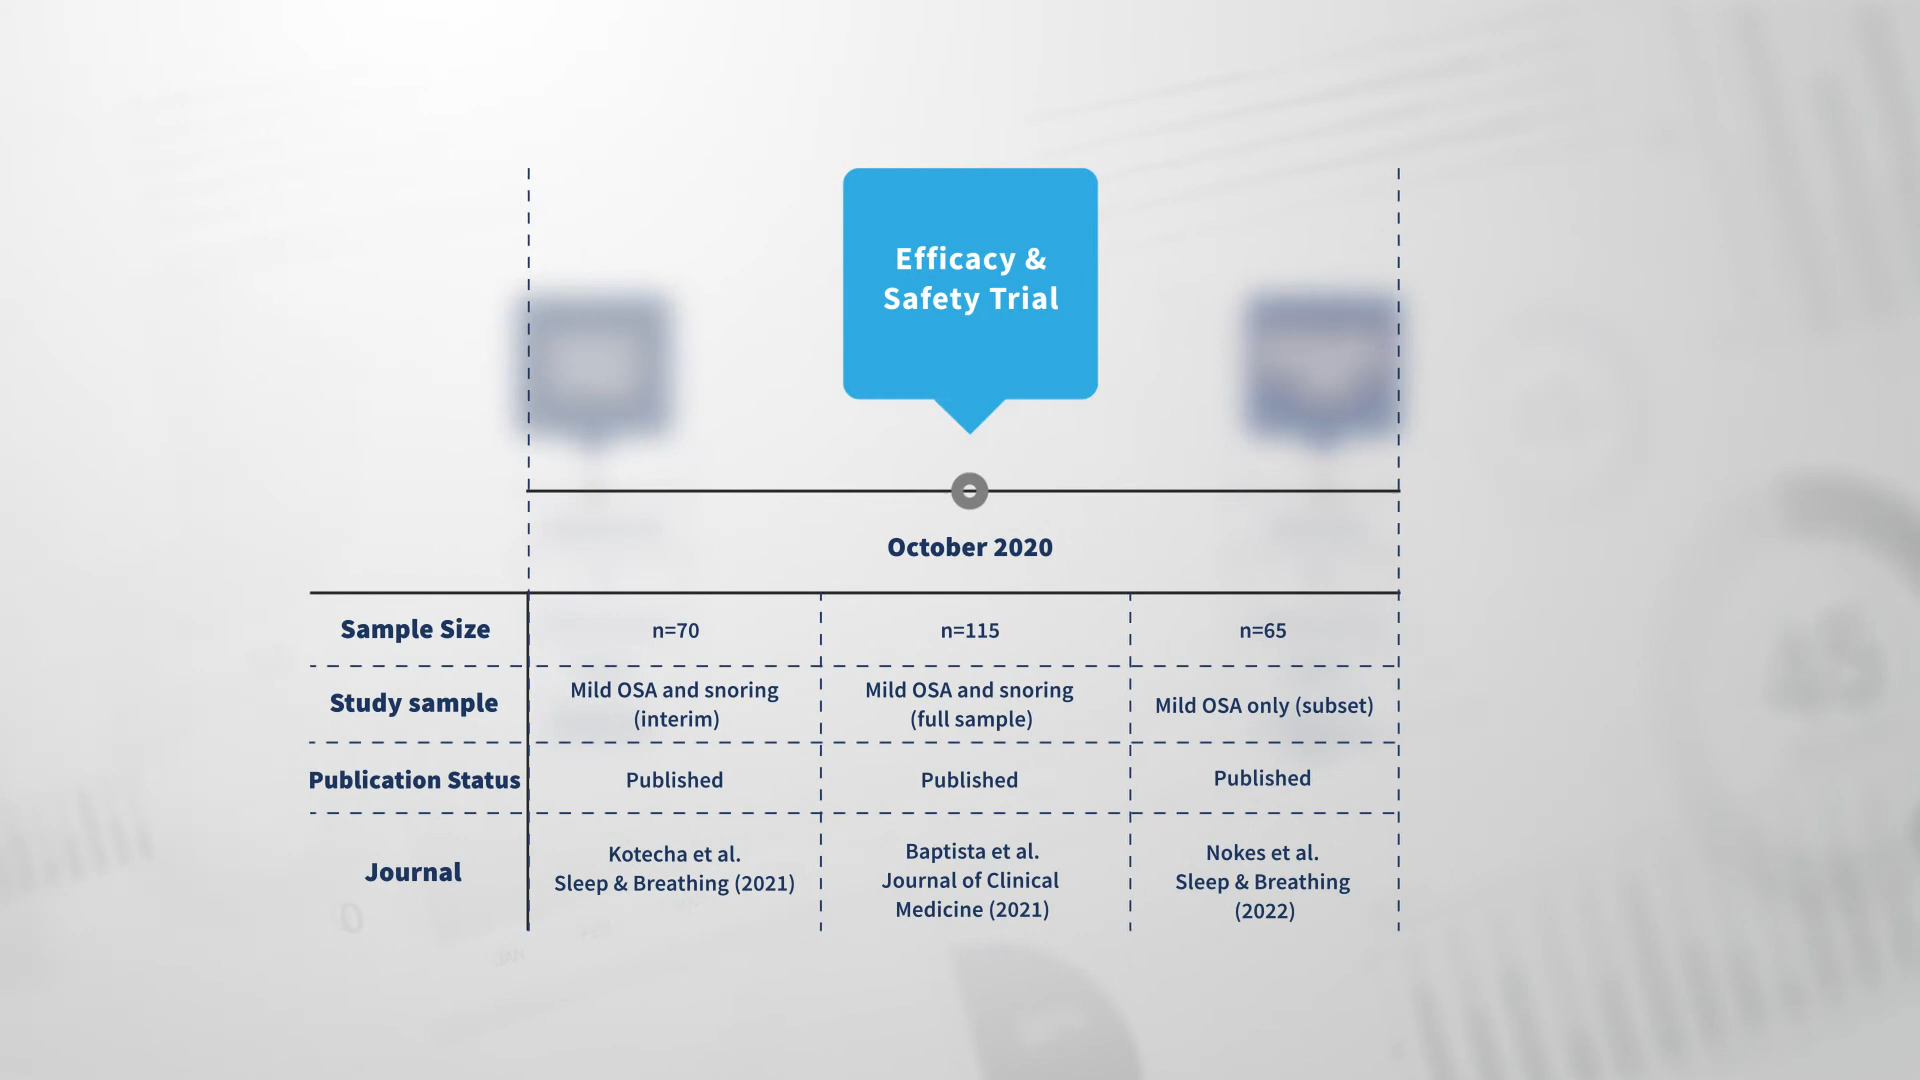 Efficacy &
Safety Trial
October 2020
Sample Size
n=70
n=115
n=65
Study sample
Mild OSA and snoring
(interim)
Mild OSA and snoring
(full sample)
Mild OSA only (subset)
Publication Status
Published
Published
Published
Journal
Kotecha et al.
Sleep & Breathing (2021)
Baptista et al.
Journal of Clinical
Medicine (2021)
Nokes et al.
Sleep & Breathing
(2022)
0
JAN